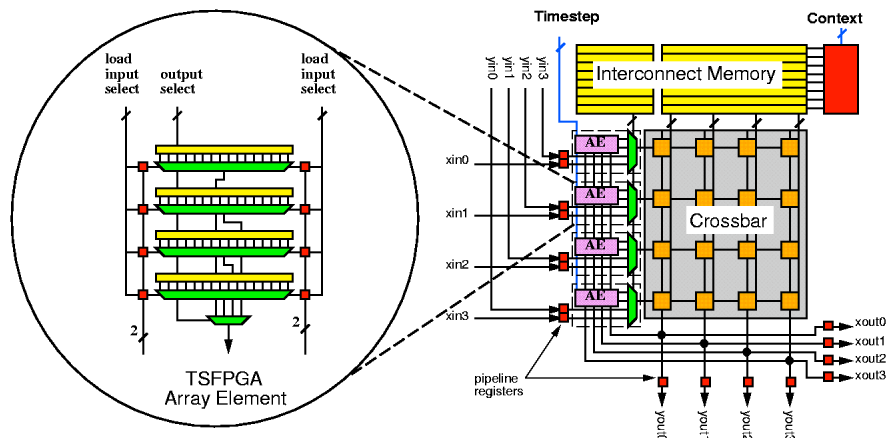 load
input
select
output
select
load
input
select
2
2
TSFPGA
Array Element
Timestep
Context
yin0
yin1
yin2
yin3
Interconnect Memory
AE
xin0
AE
xin1
Crossbar
AE
xin2
AE
xin3
xout0
xout1
xout2
xout3
pipeline
registers
yout0